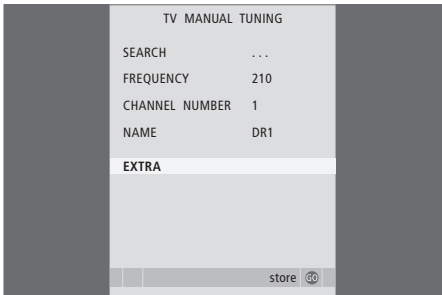 TV MANUAL TUNING
SEARCH ...
FREQUENCY 210
CHANNEL NUMBER 1
NAME DR1
EXTRA
store GO